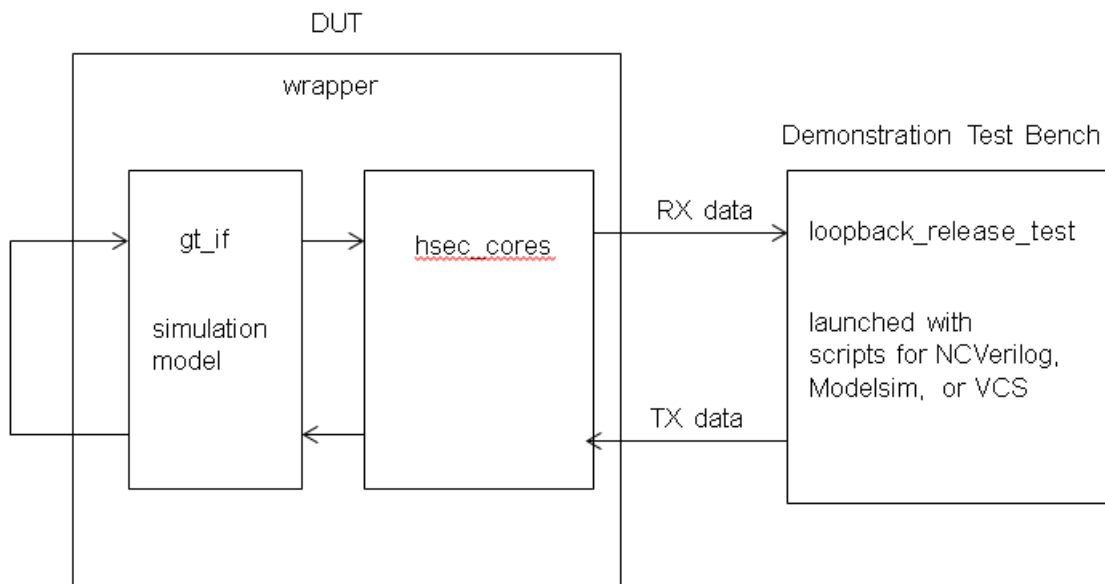 DUT
wrapper
Demonstration Test Bench
gt_if
simulation
model
hsec_cores
RX data
TX data
loopback_release_test
launched with
scripts for NCVerilog,
Modelsim, or VCS